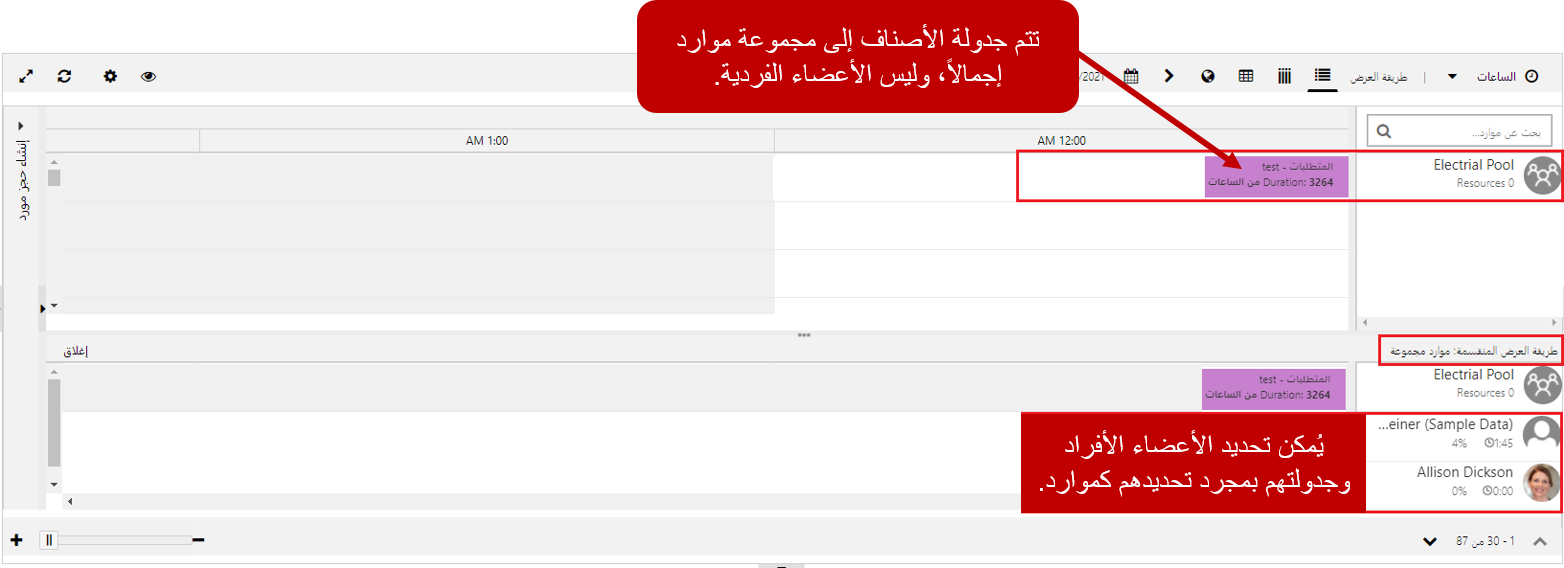 تتم جدولة الأصناف إلى مجموعة موارد
إجمالاً، وليس الأعضاء الفردية.
الساعات
طريقة العرض
/2021
بحث عن موارد...
AM 12:00
AM 1:00
إنشاء حجز مورد
Electrial Pool
Resources 0
المتطلبات - test
Duration: 3264 من الساعات
طريقة العرض المنقسمة: موارد مجموعة
إغلاق
Electrial Pool
Resources 0
المتطلبات - test
Duration: 3264 من الساعات
...einer (Sample Data)
4% 1:45
Allison Dickson
0% 0:00
يُمكن تحديد الأعضاء الأفراد
وجدولتهم بمجرد تحديدهم كموارد.
1 - 30 من 87